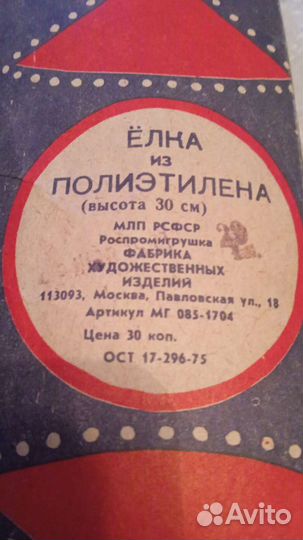 ЁЛКА
ИЗ
ПОЛИЭТИЛЕНА
(высота 30 см)
МЛП РСФСР
Роспромигрушка
ФАБРИКА
ХУДОЖЕСТВЕННЫХ
ИЗДЕЛИЙ
113093, Москва, Павловская ул., 18
Артикул МГ 085-1704
Цена 30 коп.
ОСТ 17-296-75
Avito